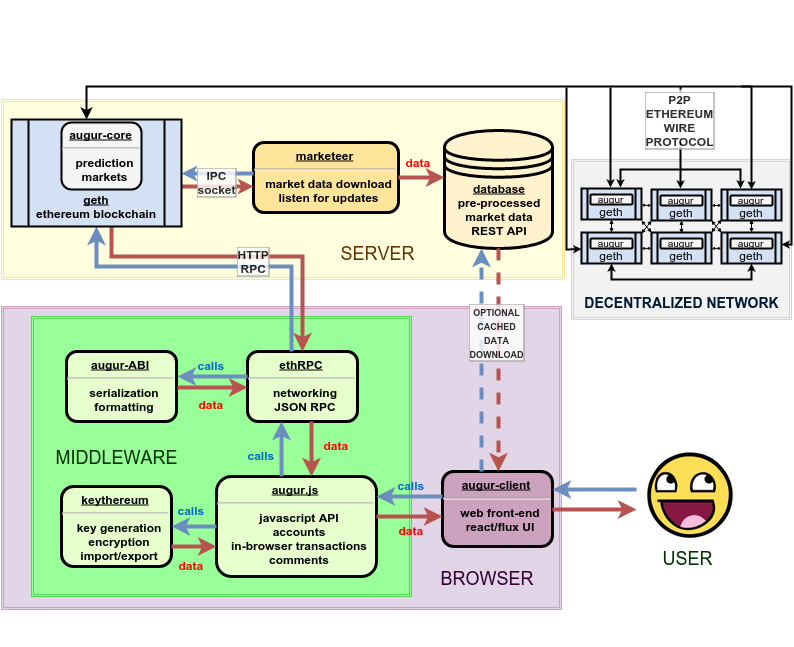 P2P
ETHEREUM
WIRE
PROTOCOL
augur-core
prediction
markets
geth
ethereum blockchain
IPC
socket
marketeer
market data download
listen for updates
data
database
pre-processed
market data
REST API
SERVER
HTTP
RPC
augur
geth
augur
geth
augur
geth
augur
geth
augur
geth
augur
geth
DECENTRALIZED NETWORK
OPTIONAL
CACHED
DATA
DOWNLOAD
augur-ABI
serialization
formatting
calls
data
ethRPC
networking
JSON RPC
MIDDLEWARE
calls
data
keythereum
key generation
encryption
import/export
calls
data
augur.js
javascript API
accounts
in-browser transactions
comments
calls
data
augur-client
web front-end
react/flux UI
BROWSER
USER